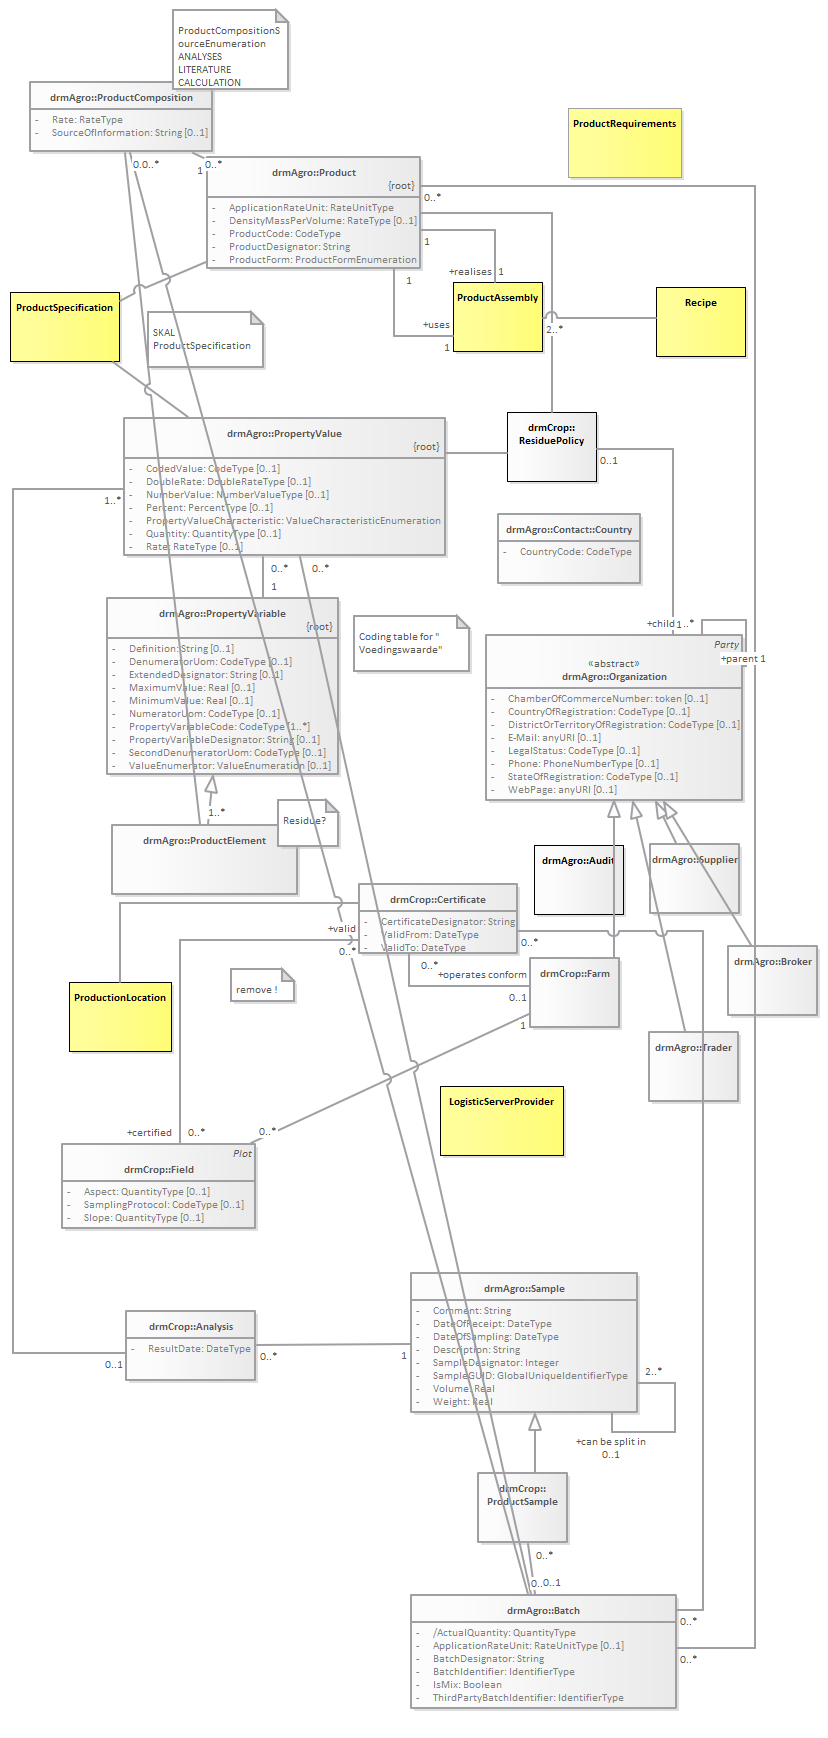 ProductCompositionS
ourceEnumeration
ANALYSES
LITERATURE
CALCULATION
drmAgro::ProductComposition
- Rate: RateType
- SourceOfInformation: String [0..1]
ProductRequirements
0.0..*
1
0..*
drmAgro::Product
{root}
0..*
- ApplicationRateUnit: RateUnitType
- DensityMassPerVolume: RateType [0..1]
- ProductCode: CodeType
- ProductDesignator: String
- ProductForm: ProductFormEnumeration
1
+realises 1
1
ProductSpecification
ProductAssembly
Recipe
SKAL
ProductSpecification
+uses
1
2..*
drmAgro::PropertyValue
{root}
- CodedValue: CodeType [0..1]
- DoubleRate: DoubleRateType [0..1]
- NumberValue: NumberValueType [0..1]
- Percent: PercentType [0..1]
- PropertyValueCharacteristic: ValueCharacteristicEnumeration
- Quantity: QuantityType [0..1]
- Rate: RateType [0..1]
1..*
drmCrop::
ResiduePolicy
0..1
drmAgro::Contact::Country
- CountryCode: CodeType
0..*
0..*
1
drmAgro::PropertyVariable
{root}
- Definition: String [0..1]
- DenumeratorUom: CodeType [0..1]
- ExtendedDesignator: String [0..1]
- MaximumValue: Real [0..1]
- MinimumValue: Real [0..1]
- NumeratorUom: CodeType [0..1]
- PropertyVariableCode: CodeType [1..*]
- PropertyVariableDesignator: String [0..1]
- SecondDenumeratorUom: CodeType [0..1]
- ValueEnumerator: ValueEnumeration [0..1]
Coding table for "
Voedingswaarde"
+child 1..*
Party
+parent 1
«abstract»
drmAgro::Organization
- ChamberOfCommerceNumber: token [0..1]
- CountryOfRegistration: CodeType [0..1]
- DistrictOrTerritoryOfRegistration: CodeType [0..1]
- E-Mail: anyURI [0..1]
- LegalStatus: CodeType [0..1]
- Phone: PhoneNumberType [0..1]
- StateOfRegistration: CodeType [0..1]
- WebPage: anyURI [0..1]
1..*
drmAgro::ProductElement
Residue?
drmAgro::Audit
drmAgro::Supplier
drmCrop::Certificate
- CertificateDesignator: String
- ValidFrom: DateType
- ValidTo: DateType
+valid
0..*
0..*
0..*
+operates conform
0..1
drmCrop::Farm
1
drmAgro::Broker
remove !
ProductionLocation
drmAgro::Trader
LogisticServerProvider
+certified 0..*
0..*
Plot
drmCrop::Field
- Aspect: QuantityType [0..1]
- SamplingProtocol: CodeType [0..1]
- Slope: QuantityType [0..1]
drmAgro::Sample
- Comment: String
- DateOfReceipt: DateType
- DateOfSampling: DateType
- Description: String
- SampleDesignator: Integer
- SampleGUID: GlobalUniqueIdentifierType
- Volume: Real
- Weight: Real
drmCrop::Analysis
- ResultDate: DateType
0..1
0..*
1
2..*
+can be split in
0..1
drmCrop::
ProductSample
0..*
0..0..1
drmAgro::Batch
- /ActualQuantity: QuantityType
- ApplicationRateUnit: RateUnitType [0..1]
- BatchDesignator: String
- BatchIdentifier: IdentifierType
- IsMix: Boolean
- ThirdPartyBatchIdentifier: IdentifierType
0..*
0..*